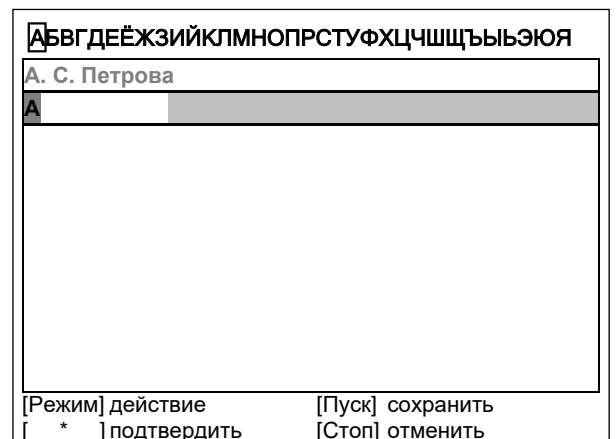 АБВГДЕЁЖЗИЙКЛМНОПРСТУФХЦЧШЩЪЫЬЭЮЯ
А. С. Петрова
А
[Режим] действие [Пуск] сохранить
[ * ] подтвердить [Стоп] отменить